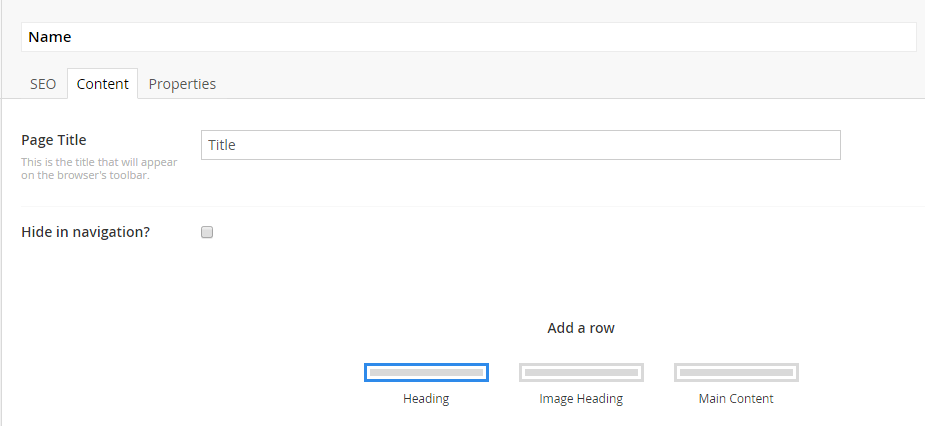 Name
SEO Content Properties
Page Title Title
This is the title that will appear
on the browser's toolbar.
Hide in navigation?
Add a row
Heading Image Heading Main Content